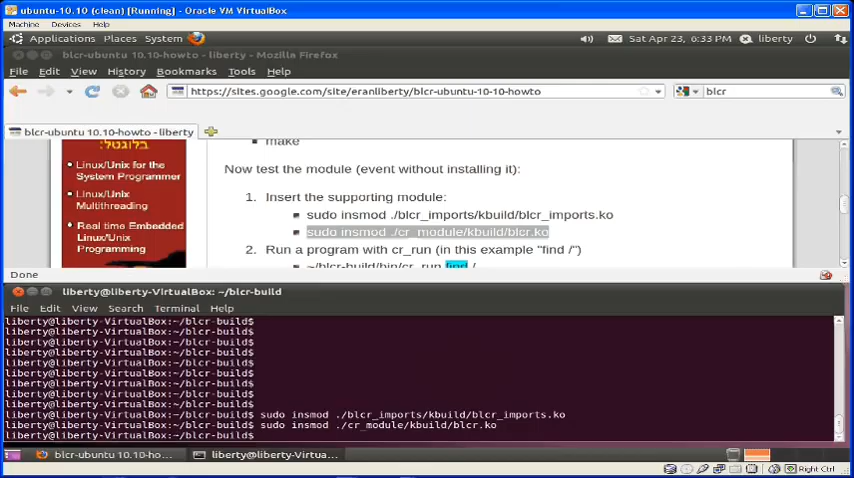 ubuntu-10.10 (clean) [Running] - Oracle VM VirtualBox
Machine Devices Help
Applications Places System Sat Apr 23, 6:33 PM liberty
blcr-ubuntu 10.10-howto - liberty - Mozilla Firefox
File Edit View History Bookmarks Tools Help
https://sites.google.com/site/eranliberty/blcr-ubuntu-10-10-howto blcr
blcr-ubuntu 10.10-howto - liberty
בלוגטל:
Linux/Unix for the
System Programmer
Linux/Unix
Multithreading
Real time Embedded
Linux/Unix
Programming
make
Now test the module (event without installing it):
1. Insert the supporting module:
sudo insmod ./blcr_imports/kbuild/blcr_imports.ko
sudo insmod ./cr_module/kbuild/blcr.ko
2. Run a program with cr_run (in this example "find /")
~/blcr-build/bin/cr_run find /
Done
liberty@liberty-VirtualBox: ~/blcr-build
File Edit View Search Terminal Help
liberty@liberty-VirtualBox:~/blcr-build$
liberty@liberty-VirtualBox:~/blcr-build$
liberty@liberty-VirtualBox:~/blcr-build$
liberty@liberty-VirtualBox:~/blcr-build$
liberty@liberty-VirtualBox:~/blcr-build$
liberty@liberty-VirtualBox:~/blcr-build$
liberty@liberty-VirtualBox:~/blcr-build$
liberty@liberty-VirtualBox:~/blcr-build$
liberty@liberty-VirtualBox:~/blcr-build$
liberty@liberty-VirtualBox:~/blcr-build$ sudo insmod ./blcr_imports/kbuild/blcr_imports.ko
liberty@liberty-VirtualBox:~/blcr-build$ sudo insmod ./cr_module/kbuild/blcr.ko
liberty@liberty-VirtualBox:~/blcr-build$
blcr-ubuntu 10.10-howto... liberty@liberty-Virtua...
Right Ctrl